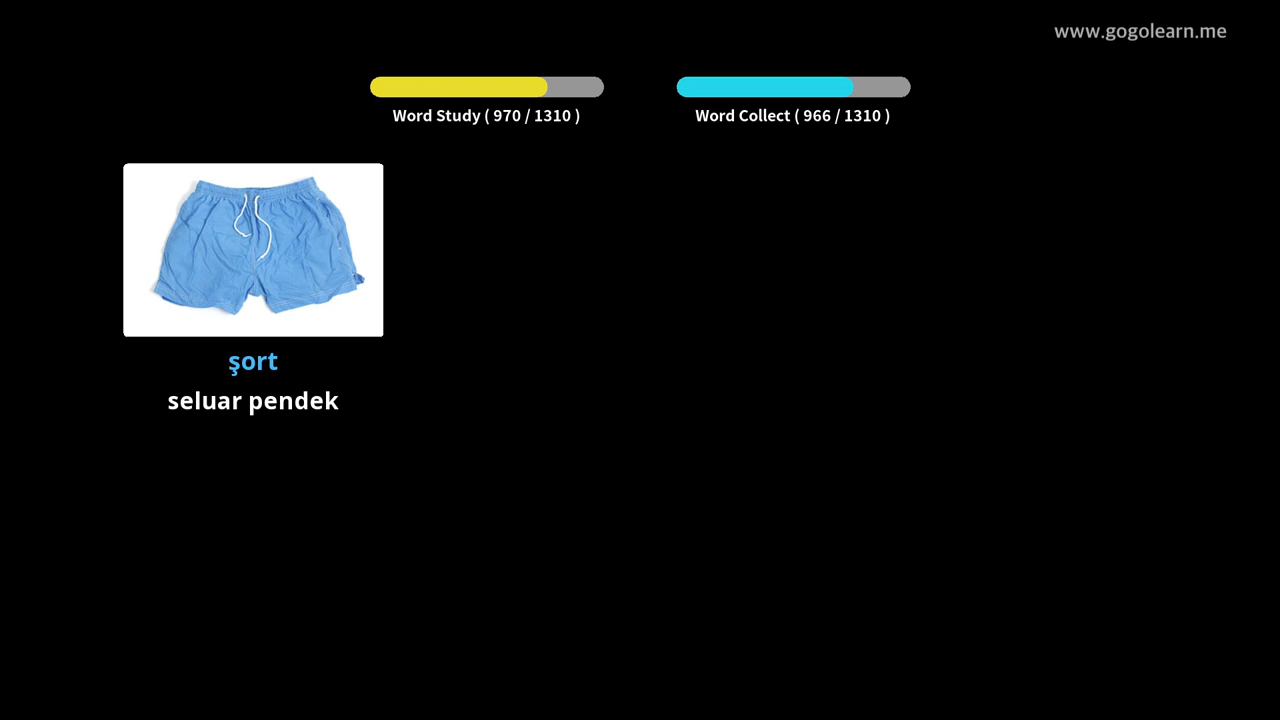 www.gogolearn.me
Word Study ( 970 / 1310 )
Word Collect ( 966 / 1310 )
şort
seluar pendek